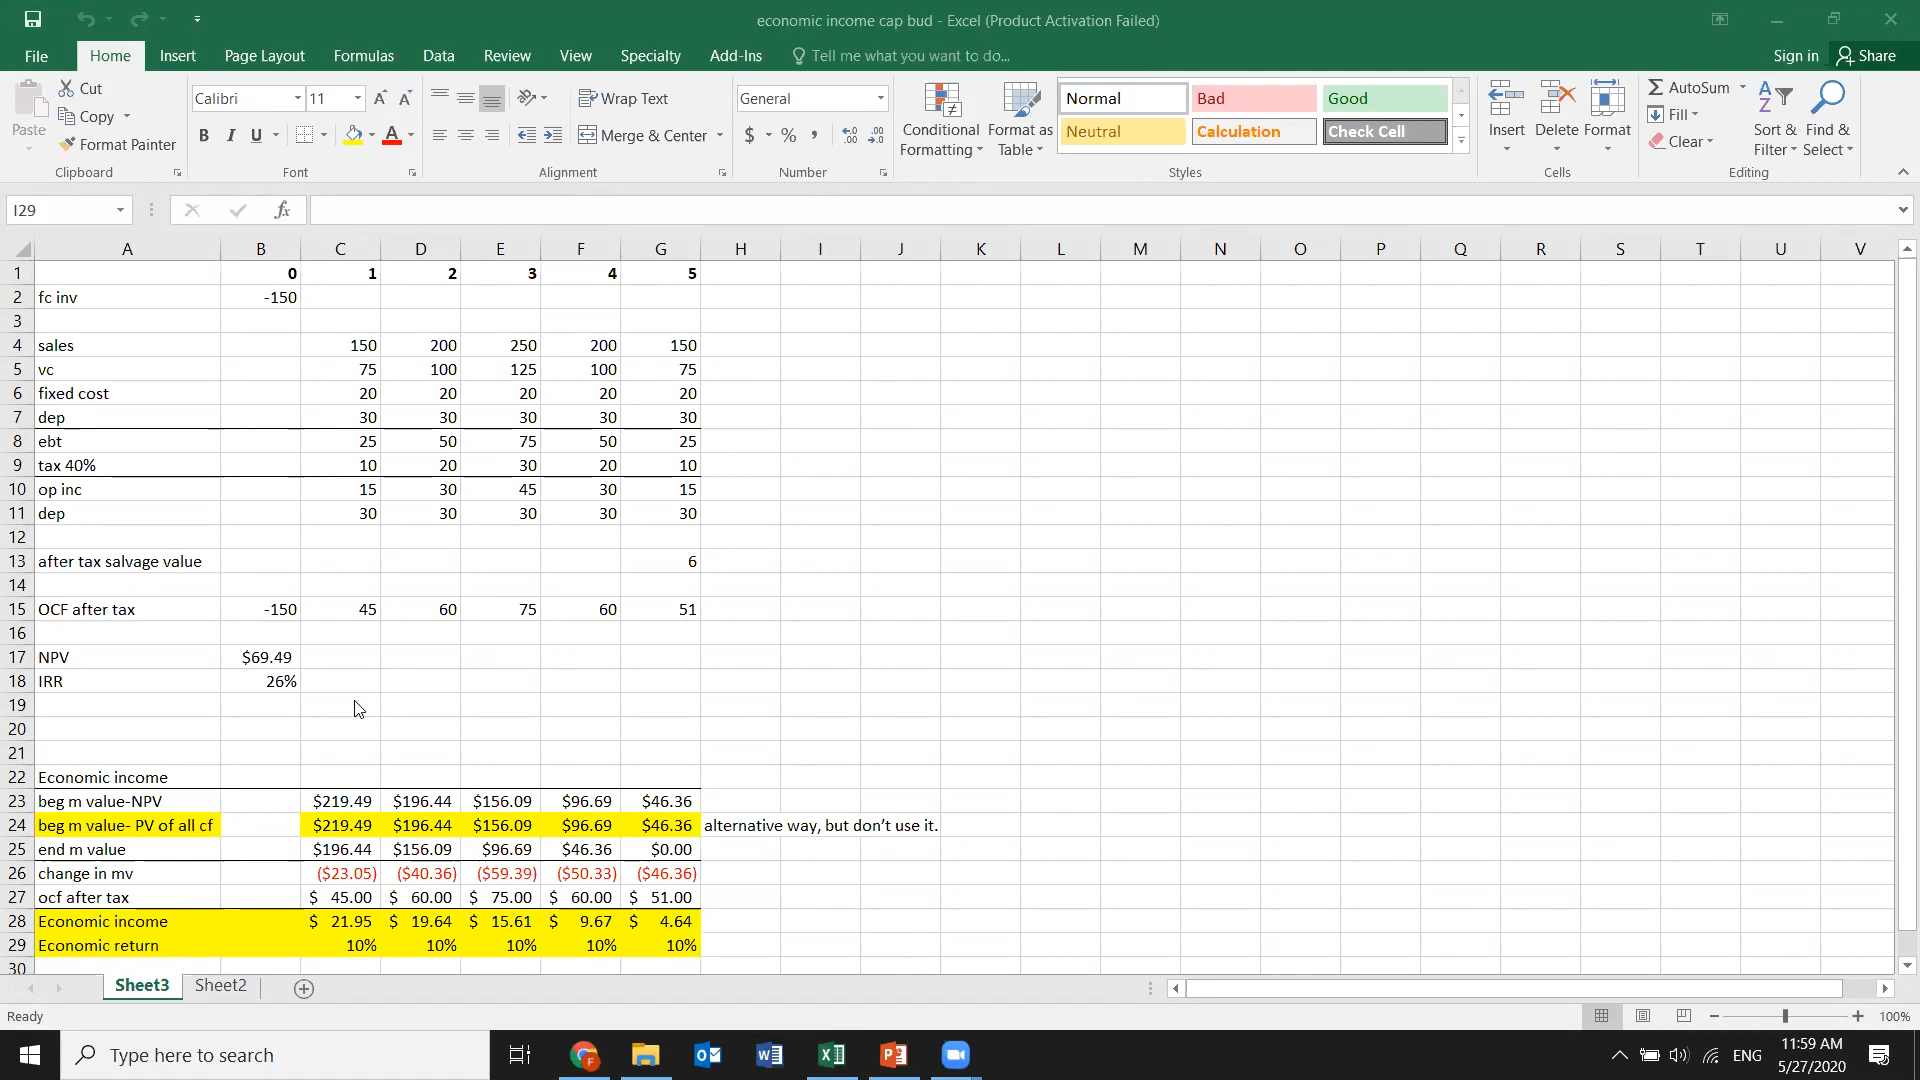 economic income cap bud - Excel (Product Activation Failed)
File Home Insert Page Layout Formulas Data Review View Specialty Add-Ins Tell me what you want to do... Sign in Share
Paste Cut Copy Format Painter Clipboard
Calibri 11 A A B I U A Font
Wrap Text Merge & Center Alignment
General $ % , Number
Conditional Formatting Format as Table
Normal Bad Good
Neutral Calculation Check Cell
Styles
Insert Delete Format Cells
AutoSum Fill Clear Sort & Filter Find & Select Editing
I29 fx
A B C D E F G H I J K L M N O P Q R S T U V
1 0 1 2 3 4 5
2 fc inv -150
3
4 sales 150 200 250 200 150
5 vc 75 100 125 100 75
6 fixed cost 20 20 20 20 20
7 dep 30 30 30 30 30
8 ebt 25 50 75 50 25
9 tax 40% 10 20 30 20 10
10 op inc 15 30 45 30 15
11 dep 30 30 30 30 30
12
13 after tax salvage value 6
14
15 OCF after tax -150 45 60 75 60 51
16
17 NPV $69.49
18 IRR 26%
19
20
21
22 Economic income
23 beg m value-NPV $219.49 $196.44 $156.09 $96.69 $46.36
24 beg m value- PV of all cf $219.49 $196.44 $156.09 $96.69 $46.36 alternative way, but don’t use it.
25 end m value $196.44 $156.09 $96.69 $46.36 $0.00
26 change in mv ($23.05) ($40.36) ($59.39) ($50.33) ($46.36)
27 ocf after tax $ 45.00 $ 60.00 $ 75.00 $ 60.00 $ 51.00
28 Economic income $ 21.95 $ 19.64 $ 15.61 $ 9.67 $ 4.64
29 Economic return 10% 10% 10% 10% 10%
30
Sheet3 Sheet2
Ready 100%
Type here to search ENG 11:59 AM
5/27/2020